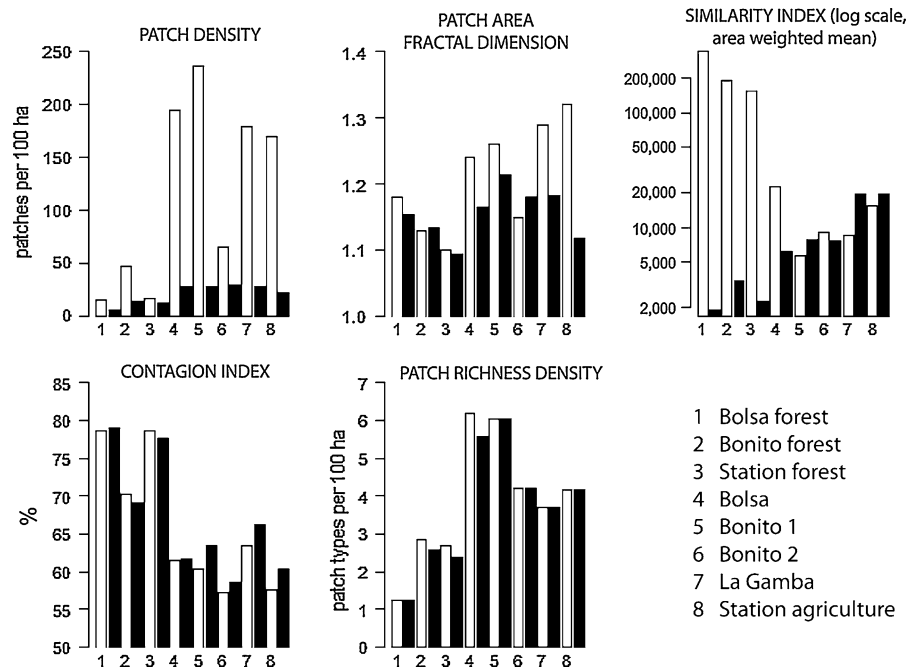 PATCH DENSITY
patches per 100 ha
250
200
150
100
50
0
1 2 3 4 5 6 7 8
PATCH AREA
FRACTAL DIMENSION
1.4
1.3
1.2
1.1
1.0
1 2 3 4 5 6 7 8
SIMILARITY INDEX (log scale,
area weighted mean)
200,000
100,000
50,000
20,000
10,000
5,000
2,000
1 2 3 4 5 6 7 8
CONTAGION INDEX
%
85
80
75
70
65
60
55
50
1 2 3 4 5 6 7 8
PATCH RICHNESS DENSITY
patch types per 100 ha
7
6
5
4
3
2
1
0
1 2 3 4 5 6 7 8
1 Bolsa forest
2 Bonito forest
3 Station forest
4 Bolsa
5 Bonito 1
6 Bonito 2
7 La Gamba
8 Station agriculture